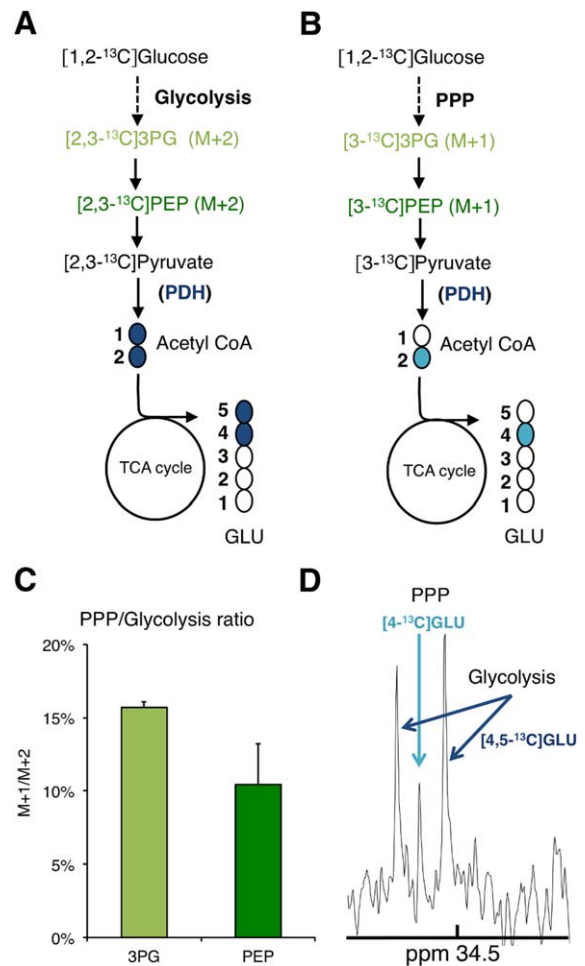 A
[1,2-¹³C]Glucose
Glycolysis
[2,3-¹³C]3PG (M+2)
[2,3-¹³C]PEP (M+2)
[2,3-¹³C]Pyruvate
(PDH)
1
2
Acetyl CoA
TCA cycle
5
4
3
2
1
GLU
B
[1,2-¹³C]Glucose
PPP
[3-¹³C]3PG (M+1)
[3-¹³C]PEP (M+1)
[3-¹³C]Pyruvate
(PDH)
1
2
Acetyl CoA
TCA cycle
5
4
3
2
1
GLU
C
PPP/Glycolysis ratio
M+1/M+2
20%
15%
10%
5%
0%
3PG
PEP
D
PPP
[4-¹³C]GLU
Glycolysis
[4,5-¹³C]GLU
ppm 34.5